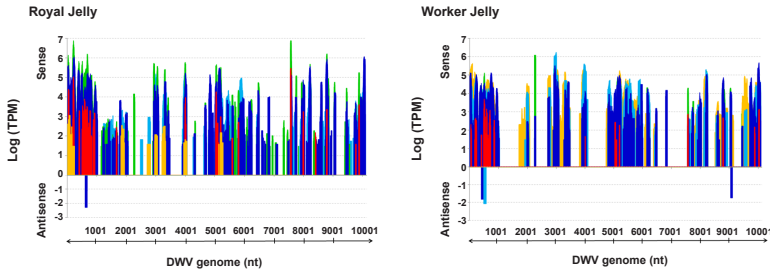 Royal Jelly
Log (TPM)
Sense
Antisense
7
6
5
4
3
2
1
0
-1
-2
-3
1001 2001 3001 4001 5001 6001 7001 8001 9001 10001
DWV genome (nt)
Worker Jelly
Log (TPM)
Sense
Antisense
7
6
5
4
3
2
1
0
-1
-2
-3
1001 2001 3001 4001 5001 6001 7001 8001 9001 10001
DWV genome (nt)